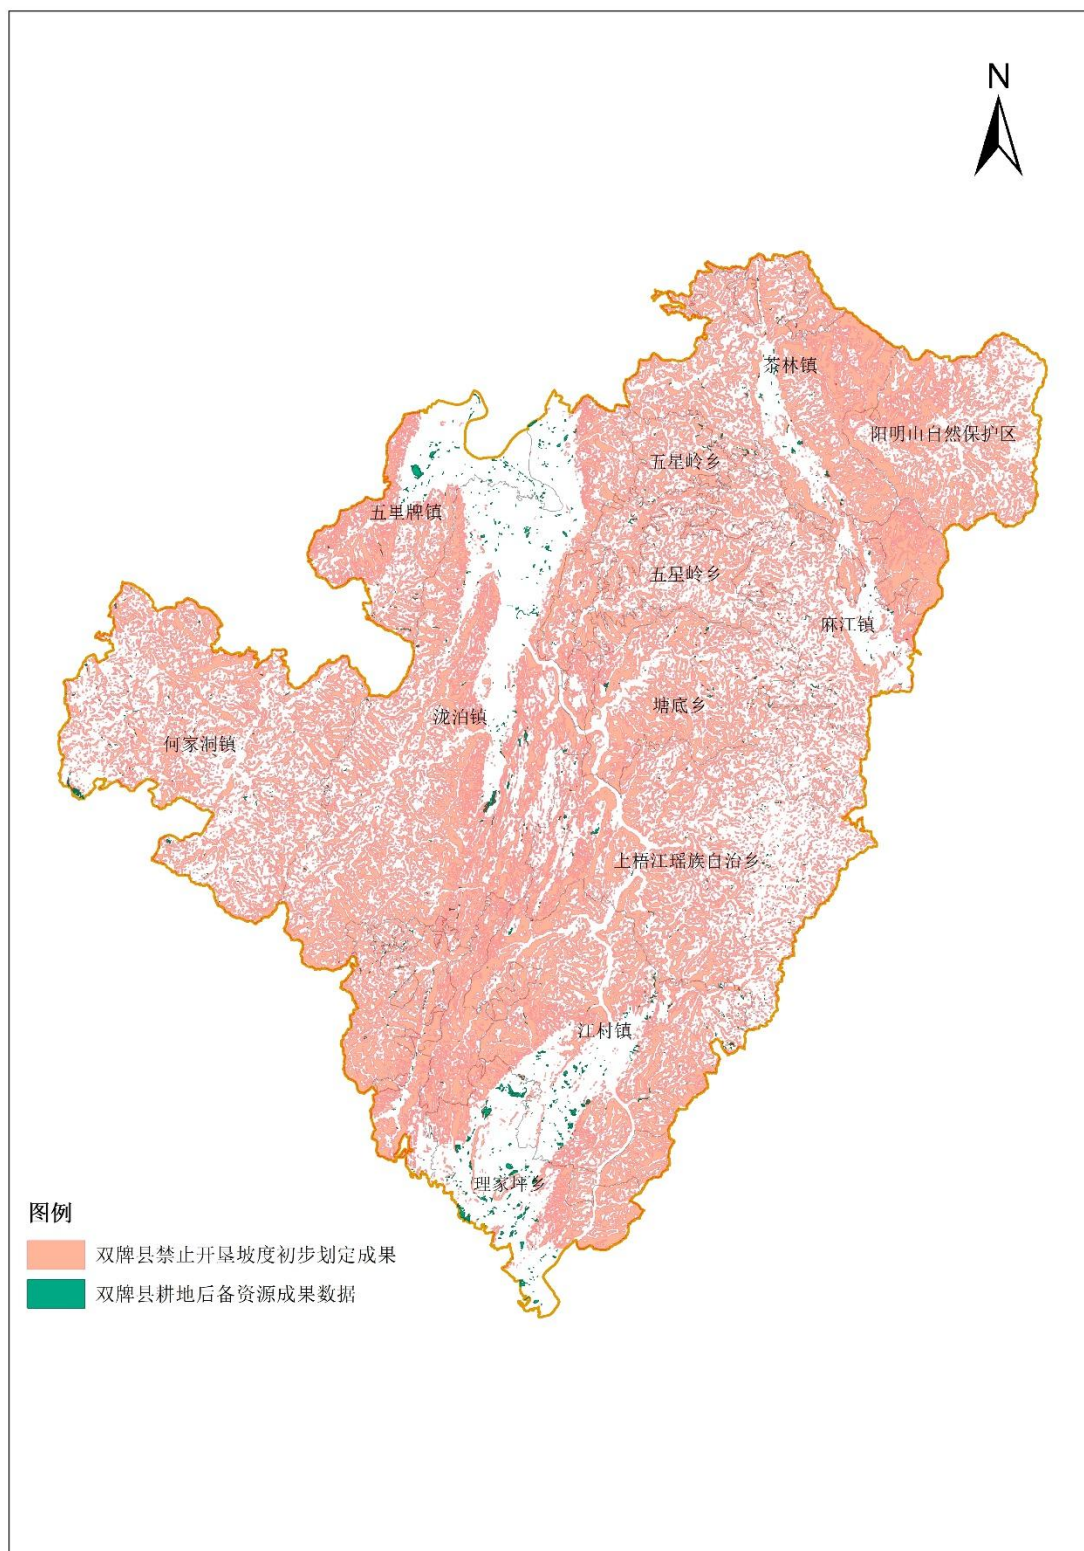 N
茶林镇
阳明山自然保护区
五星岭乡
五里牌镇
五星岭乡
麻江镇
塘底乡
泷泊镇
何家洞镇
上梧江瑶族自治乡
江村镇
理家坪乡
图例
双牌县禁止开垦坡度初步划定成果
双牌县耕地后备资源成果数据